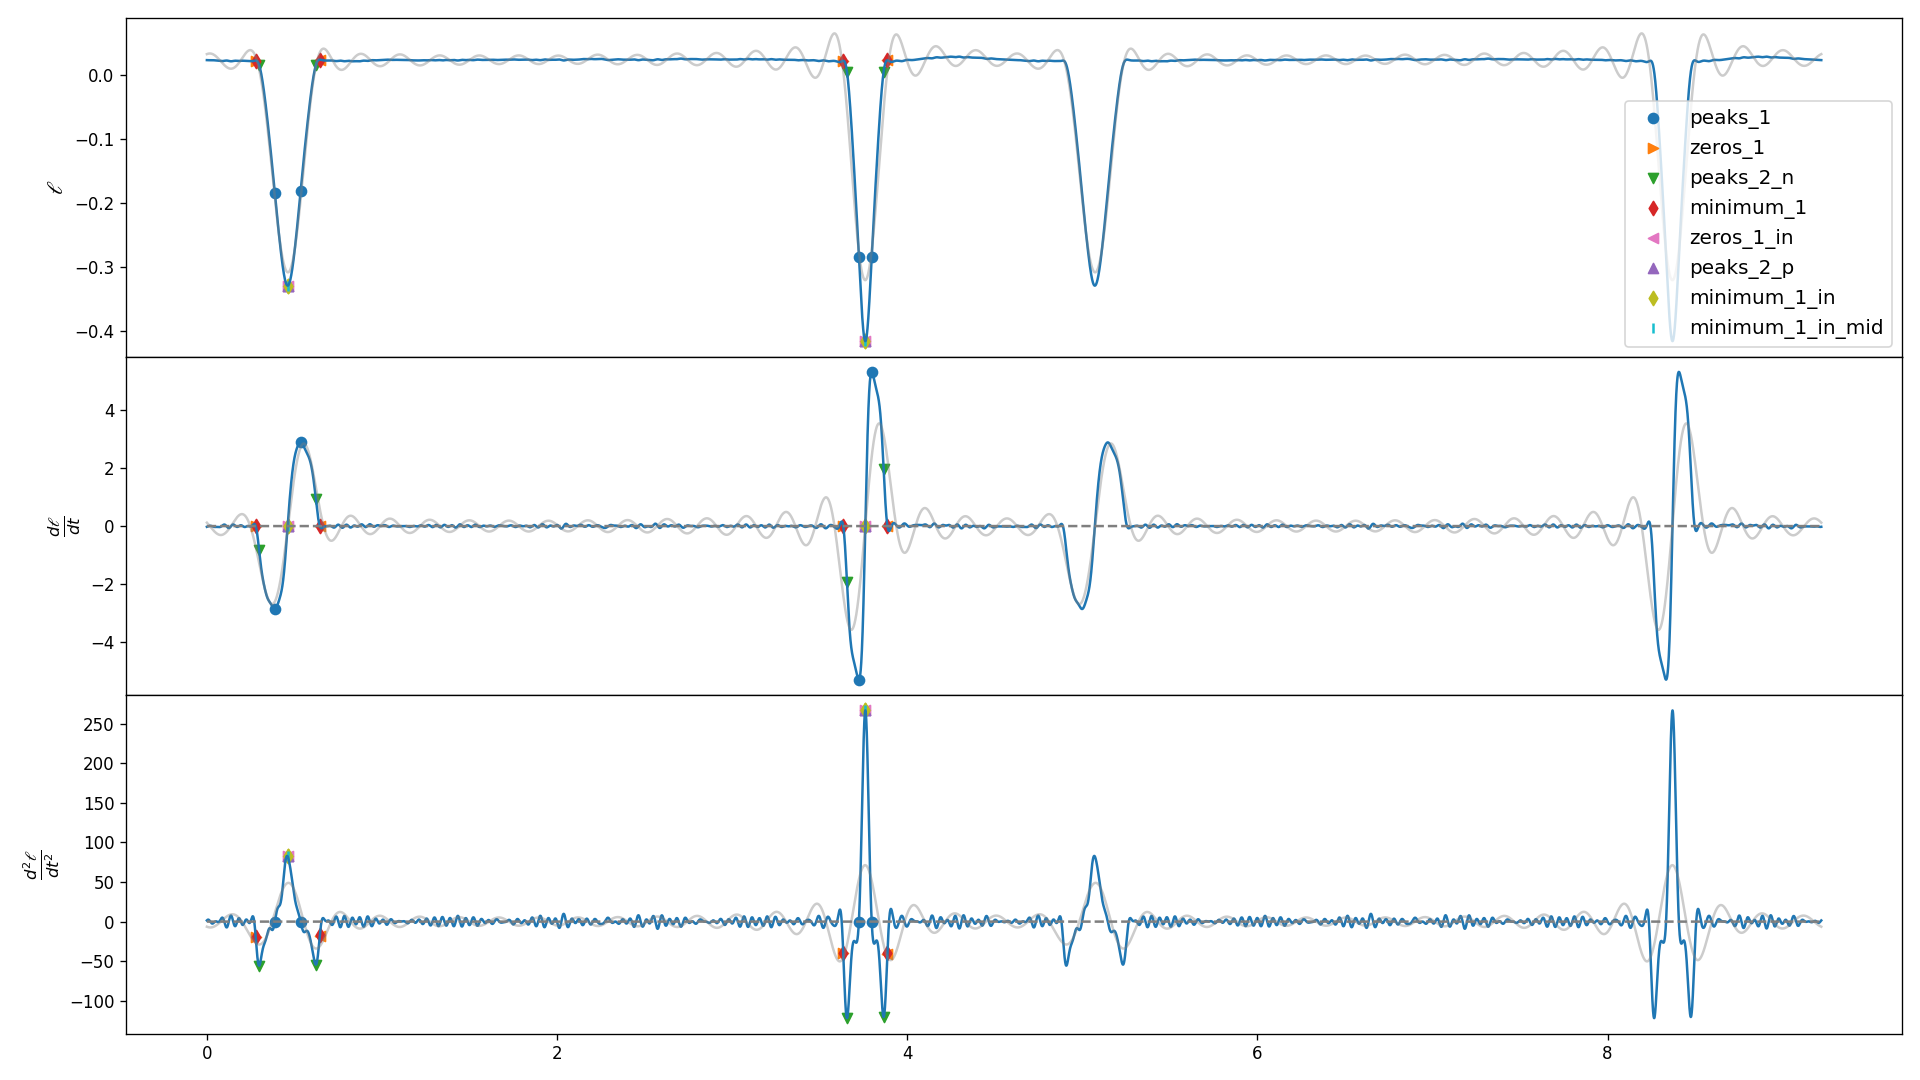 ℓ
0.0
−0.1
−0.2
−0.3
−0.4
peaks_1
zeros_1
peaks_2_n
minimum_1
zeros_1_in
peaks_2_p
minimum_1_in
minimum_1_in_mid
dℓ/dt
4
2
0
−2
−4
d²ℓ/dt²
250
200
150
100
50
0
−50
−100
0 2 4 6 8